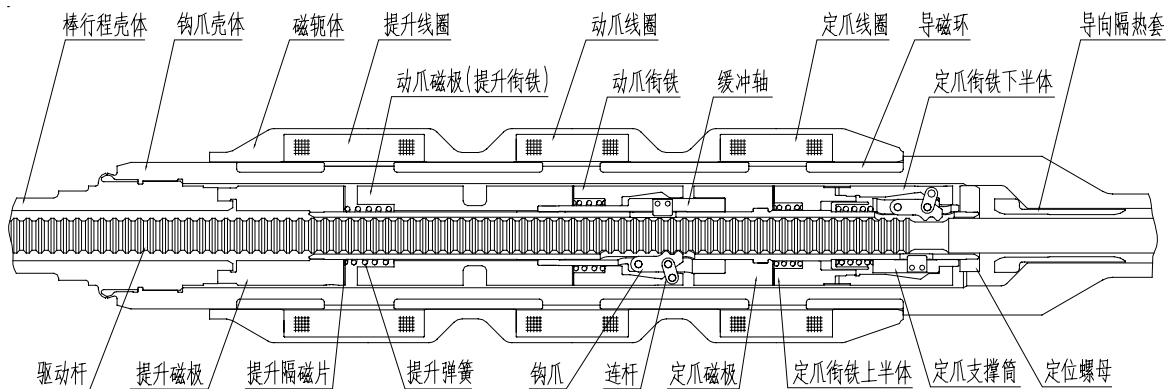 棒行程壳体
钩爪壳体
磁轭体
提升线圈
动爪线圈
定爪线圈
导磁环
导向隔热套
动爪磁极(提升衔铁)
动爪衔铁
缓冲轴
定爪衔铁下半体
驱动杆
提升磁极
提升隔磁片
提升弹簧
钩爪
连杆
定爪磁极
定爪衔铁上半体
定爪支撑筒
定位螺母